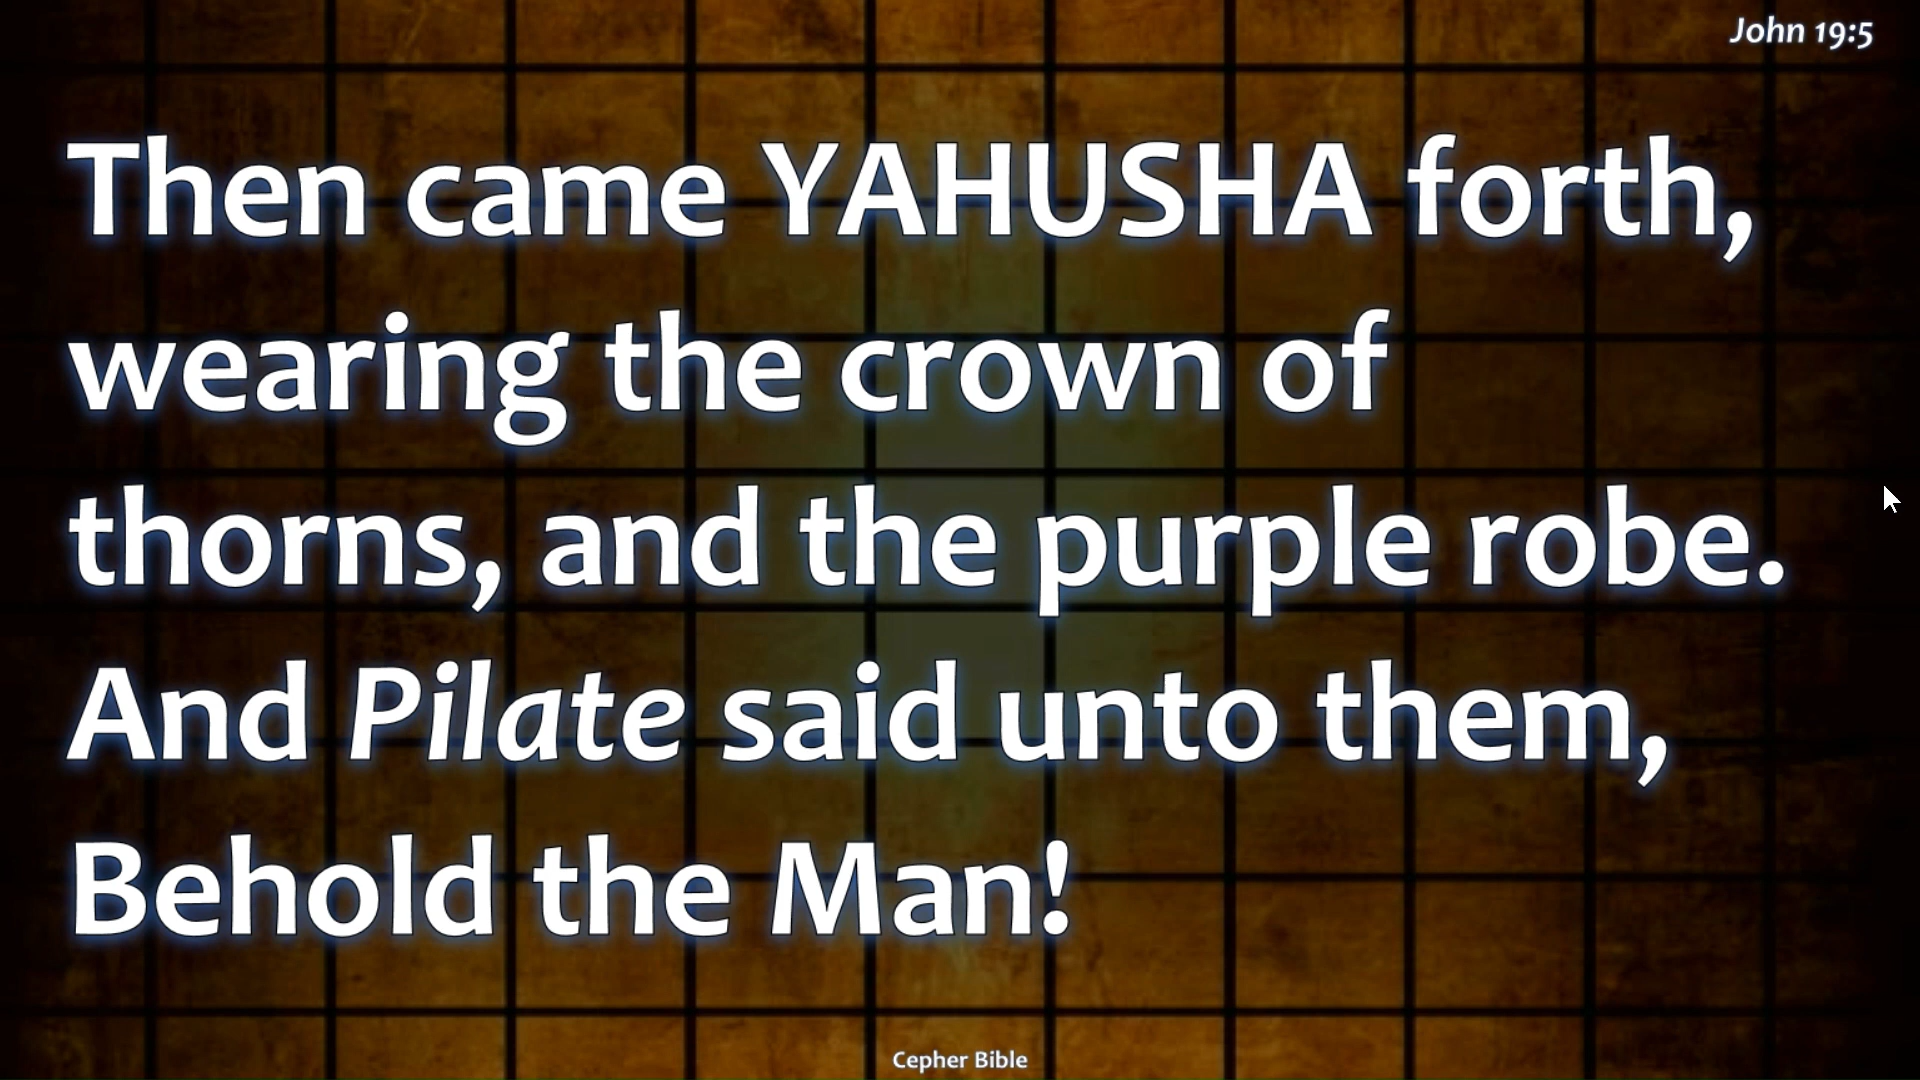 John 19:5
Then came YAHUSHA forth,
wearing the crown of
thorns, and the purple robe.
And Pilate said unto them,
Behold the Man!
Cepher Bible